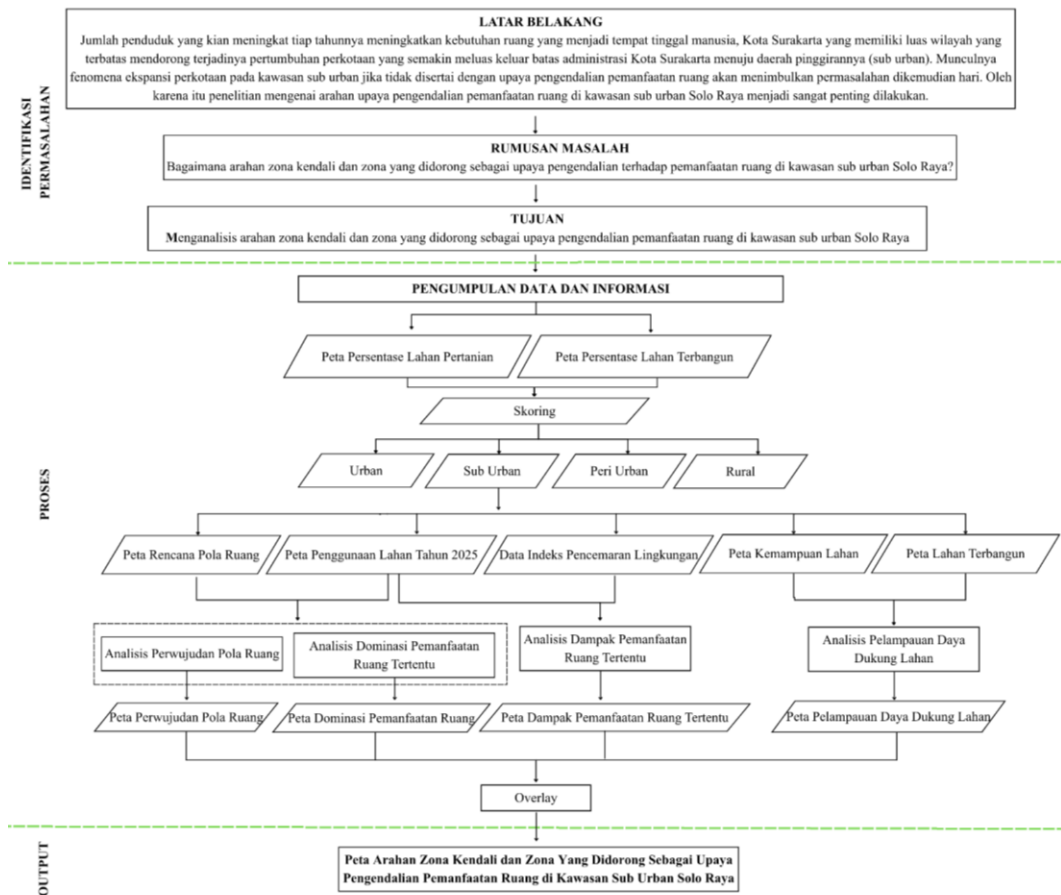 LATAR BELAKANG
Jumlah penduduk yang kian meningkat tiap tahunnya meningkatkan kebutuhan ruang yang menjadi tempat tinggal manusia, Kota Surakarta yang memiliki luas wilayah yang
terbatas mendorong terjadinya pertumbuhan perkotaan yang semakin meluas keluar batas administrasi Kota Surakarta menuju daerah pinggirannya (sub urban). Munculnya
fenomena ekspansi perkotaan pada kawasan sub urban jika tidak disertai dengan upaya pengendalian pemanfaatan ruang akan menimbulkan permasalahan dikemudian hari. Oleh
karena itu penelitian mengenai arahan upaya pengendalian pemanfaatan ruang di kawasan sub urban Solo Raya menjadi sangat penting dilakukan.
IDENTIFIKASI
PERMASALAHAN
RUMUSAN MASALAH
Bagaimana arahan zona kendali dan zona yang didorong sebagai upaya pengendalian terhadap pemanfaatan ruang di kawasan sub urban Solo Raya?
TUJUAN
Menganalisis arahan zona kendali dan zona yang didorong sebagai upaya pengendalian pemanfaatan ruang di kawasan sub urban Solo Raya
PROSES
PENGUMPULAN DATA DAN INFORMASI
Peta Persentase Lahan Pertanian
Peta Persentase Lahan Terbangun
Skoring
Urban
Sub Urban
Peri Urban
Rural
Peta Rencana Pola Ruang
Peta Penggunaan Lahan Tahun 2025
Data Indeks Pencemaran Lingkungan
Peta Kemampuan Lahan
Peta Lahan Terbangun
Analisis Perwujudan Pola Ruang
Analisis Dominasi Pemanfaatan
Ruang Tertentu
Analisis Dampak Pemanfaatan
Ruang Tertentu
Analisis Pelampauan Daya
Dukung Lahan
Peta Perwujudan Pola Ruang
Peta Dominasi Pemanfaatan Ruang
Peta Dampak Pemanfaatan Ruang Tertentu
Peta Pelampauan Daya Dukung Lahan
Overlay
OUTPUT
Peta Arahan Zona Kendali dan Zona Yang Didorong Sebagai Upaya
Pengendalian Pemanfaatan Ruang di Kawasan Sub Urban Solo Raya